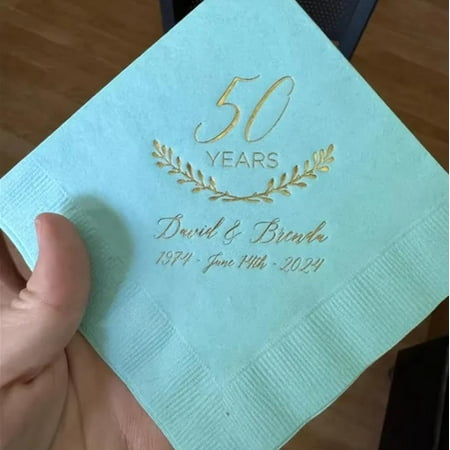 50
YEARS
David & Brenda
1974 - June 14th - 2024